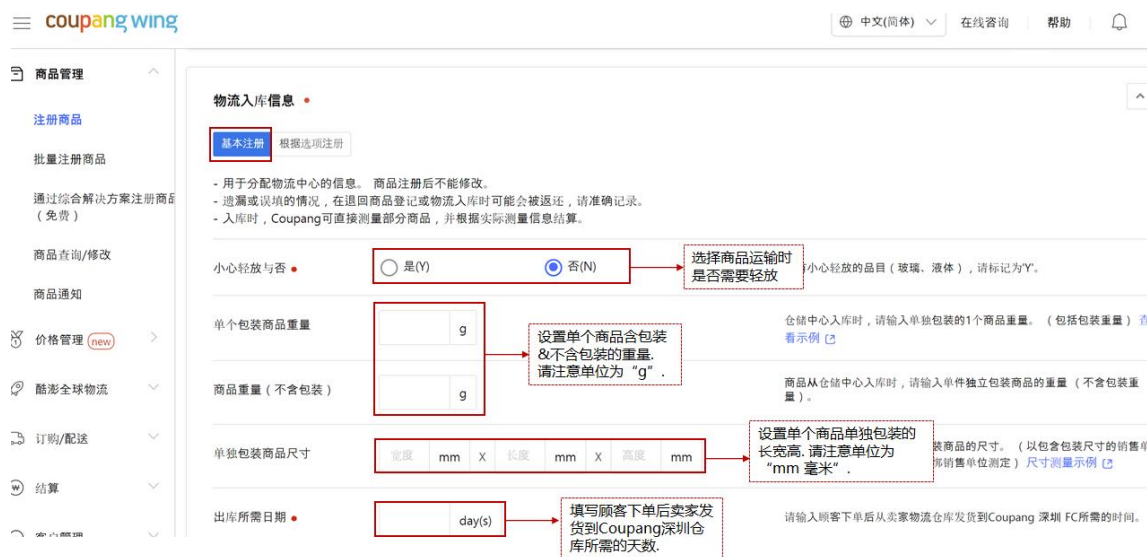 coupang wing
中文(简体)
在线咨询
帮助
商品管理
注册商品
批量注册商品
通过综合解决方案注册商品
（免费）
商品查询/修改
商品通知
价格管理 new
酷澎全球物流
订购/配送
结算
物流入库信息
基本注册 根据选项注册
- 用于分配物流中心的信息。 商品注册后不能修改。
- 遗漏或误填的情况，在退回商品登记或物流入库时可能会被返还，请准确记录。
- 入库时，Coupang可直接测量部分商品，并根据实际测量信息结算。
小心轻放与否
是(Y) 否(N)
选择商品运输时
是否需要轻放
小心轻放的品目（玻璃、液体），请标记为'Y'。
单个包装商品重量
g
设置单个商品含包装
&不含包装的重量.
请注意单位为“g”.
仓储中心入库时，请输入单独包装的1个商品重量。（包括包装重量）查
看示例
商品重量（不含包装）
g
商品从仓储中心入库时，请输入单件独立包装商品的重量 （不含包装重
量）。
单独包装商品尺寸
宽度 mm X 长度 mm X 高度 mm
设置单个商品单独包装的
长宽高. 请注意单位为
“mm 毫米”.
装商品的尺寸。（以包含包装尺寸的销售单
销售单位测定） 尺寸测量示例
出库所需日期
day(s)
填写顾客下单后卖家发
货到Coupang深圳仓
库所需的天数.
请输入顾客下单后从卖家物流仓库发货到Coupang 深圳 FC所需的时间。